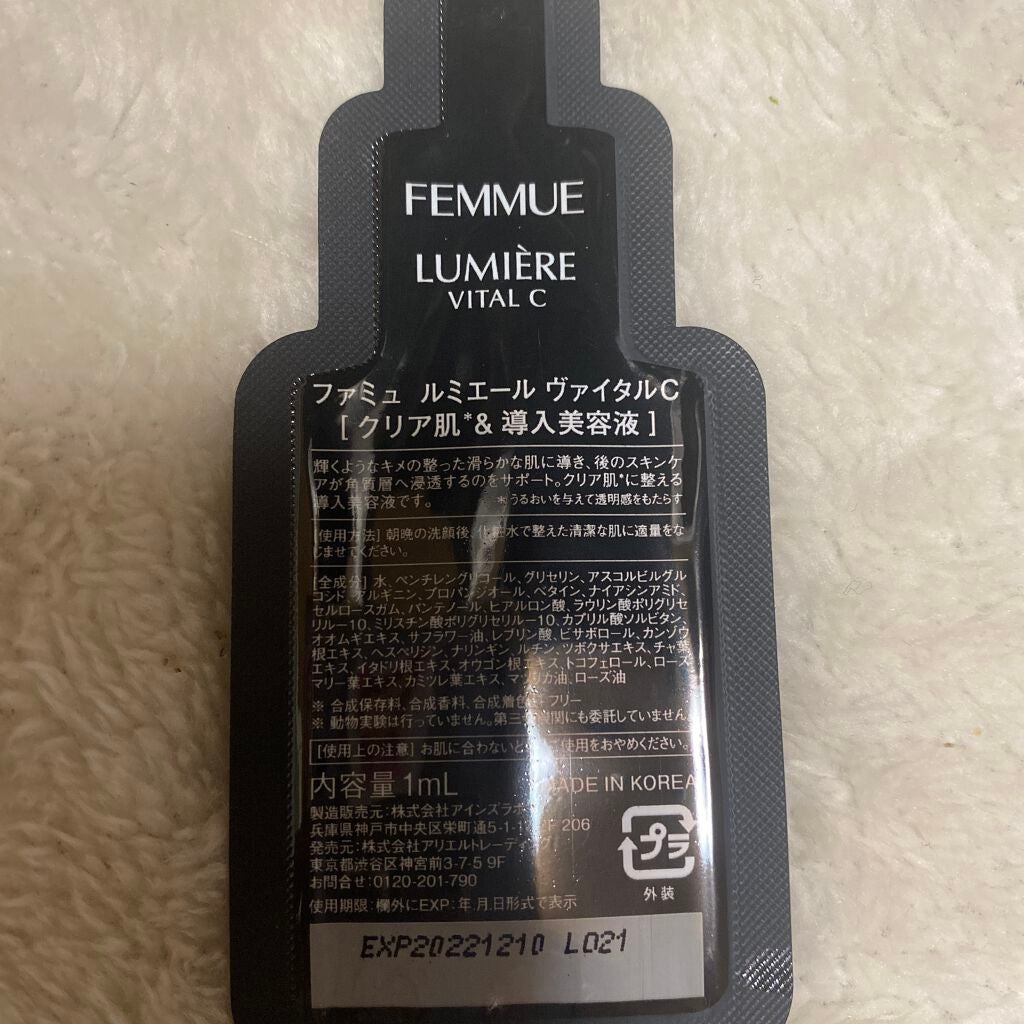 FEMMUE
LUMIÈRE
VITAL C
ファミュ ルミエール ヴァイタルC
[ クリア肌*& 導入美容液 ]
輝くようなキメの整った滑らかな肌に導き、後のスキンケ
アが角質層へ浸透するのをサポート。クリア肌*に整える
導入美容液です。 *うるおいを与えて透明感をもたらす
[使用方法] 朝晩の洗顔後、化粧水で整えた清潔な肌に適量をな
じませてください。
[全成分] 水、ペンチレングリコール、グリセリン、アスコルビルグル
コシド、アルギニン、プロパンジオール、ベタイン、ナイアシンアミド、
セルロースガム、パンテノール、ヒアルロン酸、ラウリン酸ポリグリセ
リル－10、ミリスチン酸ポリグリセリル－10、カプリル酸ソルビタン、
オオムギエキス、サフラワー油、レブリン酸、ビサボロール、カンゾウ
根エキス、ヘスペリジン、ナリンギン、ルチン、ツボクサエキス、チャ葉
エキス、イタドリ根エキス、オウゴン根エキス、トコフェロール、ローズ
マリー葉エキス、カミツレ葉エキス、マツリカ油、ローズ油
※ 合成保存料、合成香料、合成着色料 フリー
※ 動物実験は行っていません。第三者機関にも委託していません。
[使用上の注意] お肌に合わないときはご使用をおやめください。
内容量 1mL MADE IN KOREA
製造販売元：株式会社アインズラボ
兵庫県神戸市中央区栄町通5-1-1 206
発売元：株式会社アリエルトレーディング
東京都渋谷区神宮前3-7-5 9F
お問合せ：0120-201-790
プラ
外装
使用期限：欄外にEXP：年.月.日形式で表示
EXP20221210 L021